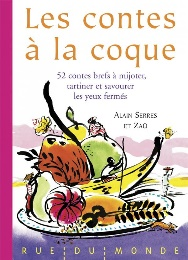 Les contes
à la coque
52 contes brefs à mijoter,
tartiner et savourer
les yeux fermés
ALAIN SERRES
ET ZAÜ
RUE DU MONDE